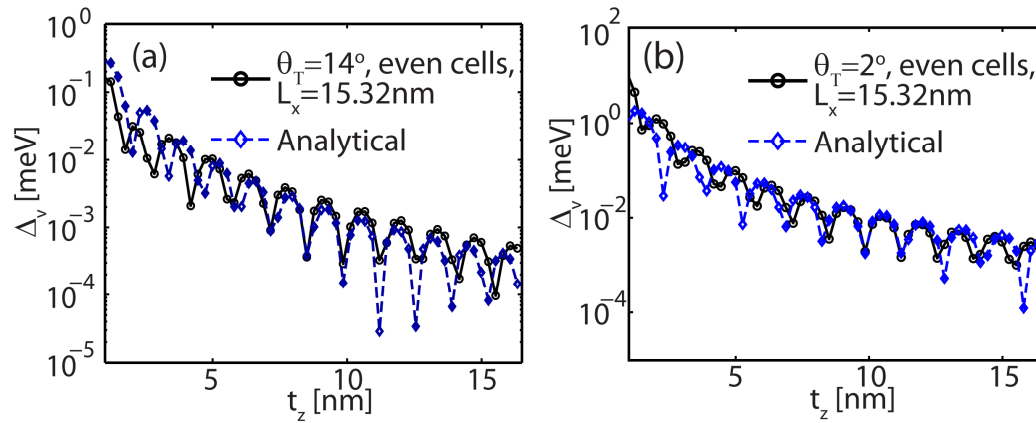 (a)
θ_T=14°, even cells,
L_x=15.32nm
Analytical
Δ_v [meV]
10^0
10^-1
10^-2
10^-3
10^-4
10^-5
5
10
15
t_z [nm]
(b)
θ_T=2°, even cells,
L_x=15.32nm
Analytical
Δ_v [meV]
10^2
10^0
10^-2
10^-4
5
10
15
t_z [nm]